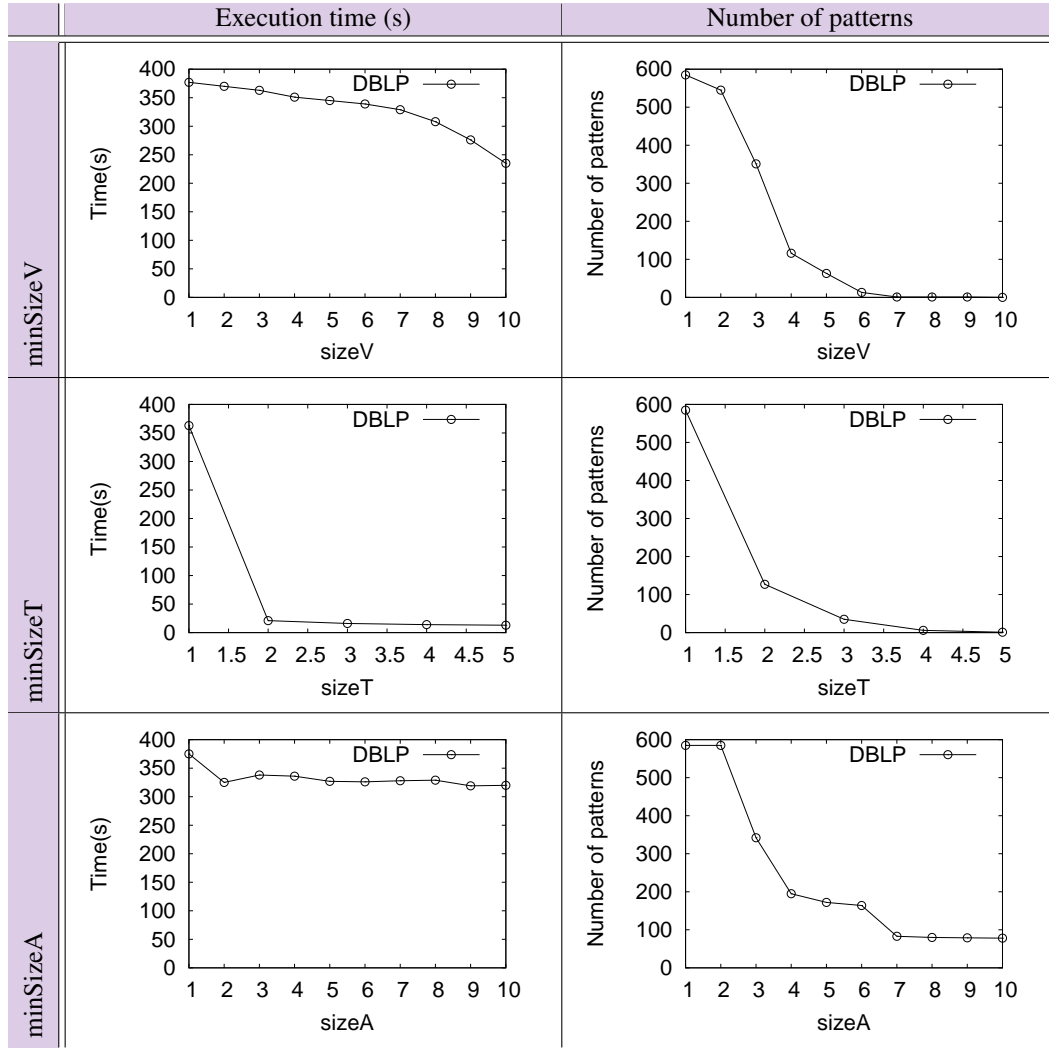 Execution time (s)
Number of patterns
minSizeV
Time(s)
400
350
300
250
200
150
100
50
0
DBLP
1 2 3 4 5 6 7 8 9 10
sizeV
Number of patterns
600
500
400
300
200
100
0
DBLP
1 2 3 4 5 6 7 8 9 10
sizeV
minSizeT
Time(s)
400
350
300
250
200
150
100
50
0
DBLP
1 1.5 2 2.5 3 3.5 4 4.5 5
sizeT
Number of patterns
600
500
400
300
200
100
0
DBLP
1 1.5 2 2.5 3 3.5 4 4.5 5
sizeT
minSizeA
Time(s)
400
350
300
250
200
150
100
50
0
DBLP
1 2 3 4 5 6 7 8 9 10
sizeA
Number of patterns
600
500
400
300
200
100
0
DBLP
1 2 3 4 5 6 7 8 9 10
sizeA